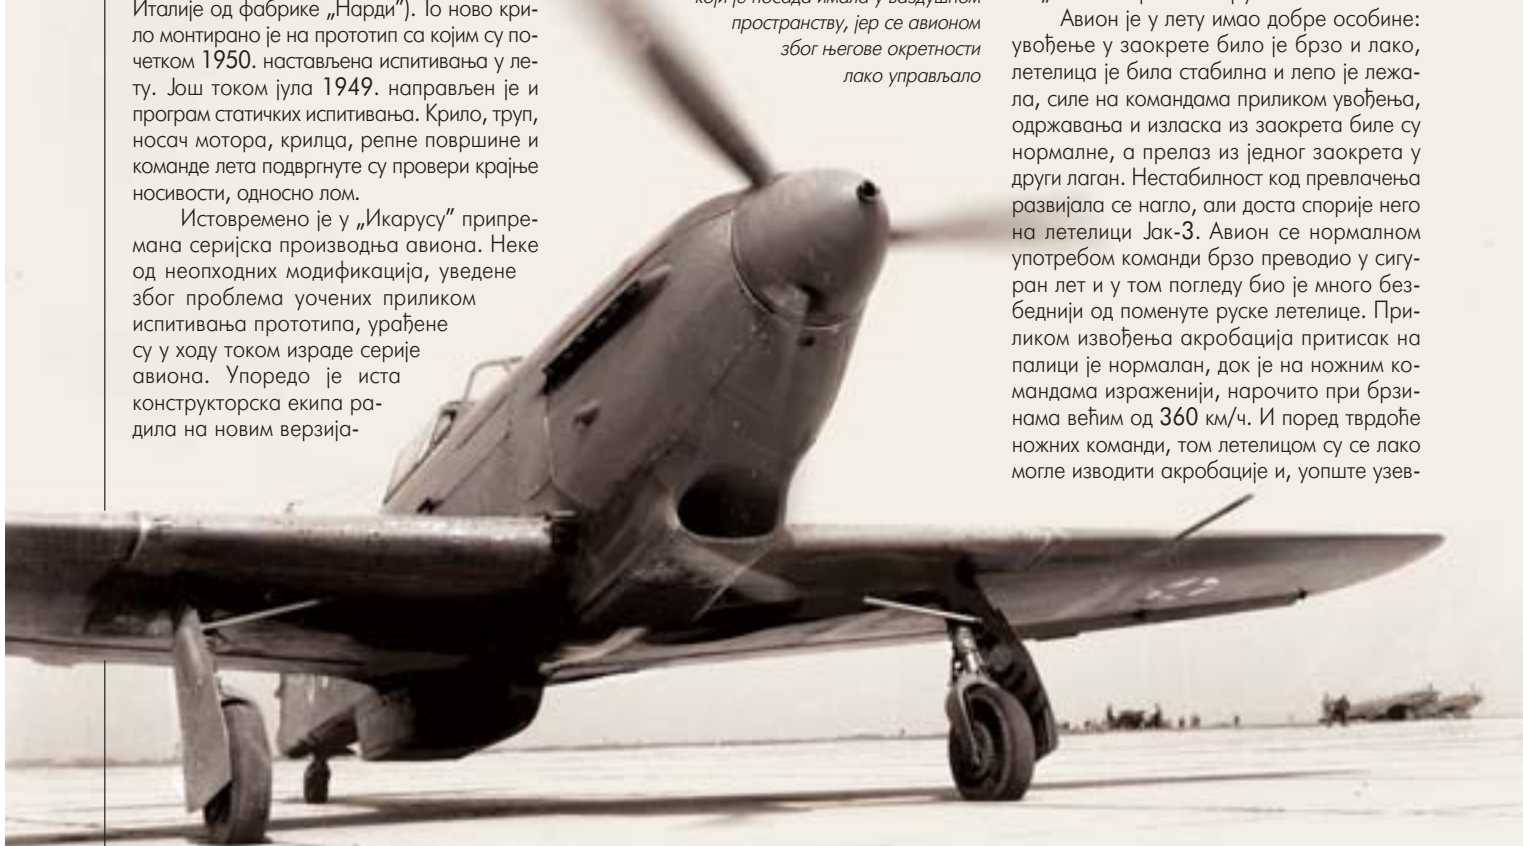 Италије од фабрике „Нарди”). То ново кри-
ло монтирано је на прототип са којим су по-
четком 1950. настављена испитивања у ле-
ту. Још током јула 1949. направљен је и
програм статичких испитивања. Крило, труп,
носач мотора, крилца, репне површине и
команде лета подвргнуте су провери крајње
носивости, односно лом.
Истовремено је у „Икарусу” припре-
мана серијска производња авиона. Неке
од неопходних модификација, уведене
због проблема уочених приликом
испитивања прототипа, урађене
су у ходу током израде серије
авиона. Упоредо је иста
конструкторска екипа ра-
дила на новим верзија-
који је посада имала у ваздушном
пространству, јер се авионом
због његове окретности
лако управљало
Авион је у лету имао добре особине:
увођење у заокрете било је брзо и лако,
летелица је била стабилна и лепо је лежа-
ла, силе на командама приликом увођења,
одржавања и изласка из заокрета биле су
нормалне, а прелаз из једног заокрета у
други лаган. Нестабилност код превлачења
развијала се нагло, али доста спорије него
на летелици Јак-3. Авион се нормалном
употребом команди брзо преводио у сигу-
ран лет и у том погледу био је много без-
беднији од поменуте руске летелице. При-
ликом извођења акробација притисак на
палици је нормалан, док је на ножним ко-
мандама израженији, нарочито при брзи-
нама већим од 360 км/ч. И поред тврдоће
ножних команди, том летелицом су се лако
могле изводити акробације и, уопште узев-